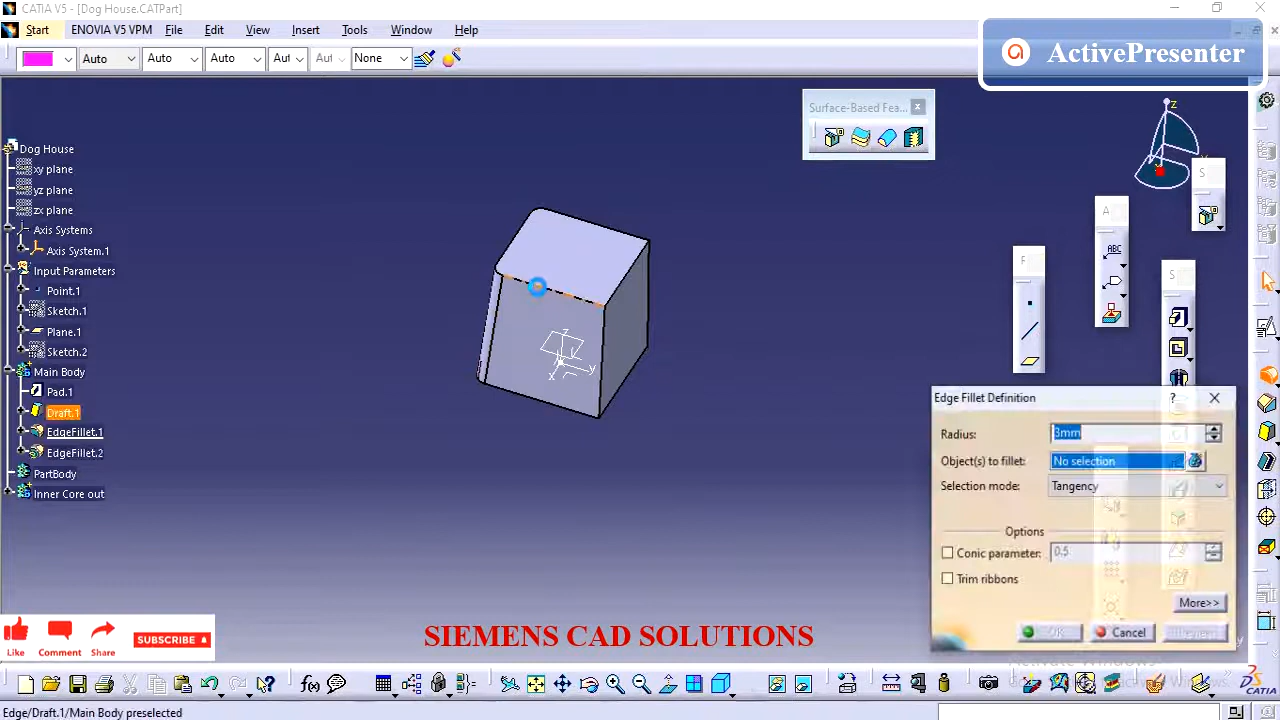 CATIA V5 - [Dog House.CATPart]
Start ENOVIA V5 VPM File Edit View Insert Tools Window Help
ActivePresenter
Auto Auto Auto Aut Aut None
Surface-Based Fea...
z
Dog House
xy plane
yz plane
zx plane
Axis Systems
Axis System.1
Input Parameters
Point.1
Sketch.1
Plane.1
Sketch.2
Main Body
Pad.1
Draft.1
EdgeFillet.1
EdgeFillet.2
PartBody
Inner Core out
S
A
ABC
F
S
z
x
y
Edge Fillet Definition ?
Radius: 3mm
Object(s) to fillet: No selection
Selection mode: Tangency
Options
Conic parameter: 0.5
Trim ribbons
More>>
OK Cancel
Like Comment Share SUBSCRIBE
SIEMENS CAD SOLUTIONS
Activate Windows
f(x)
CATIA
Edge/Draft.1/Main Body preselected